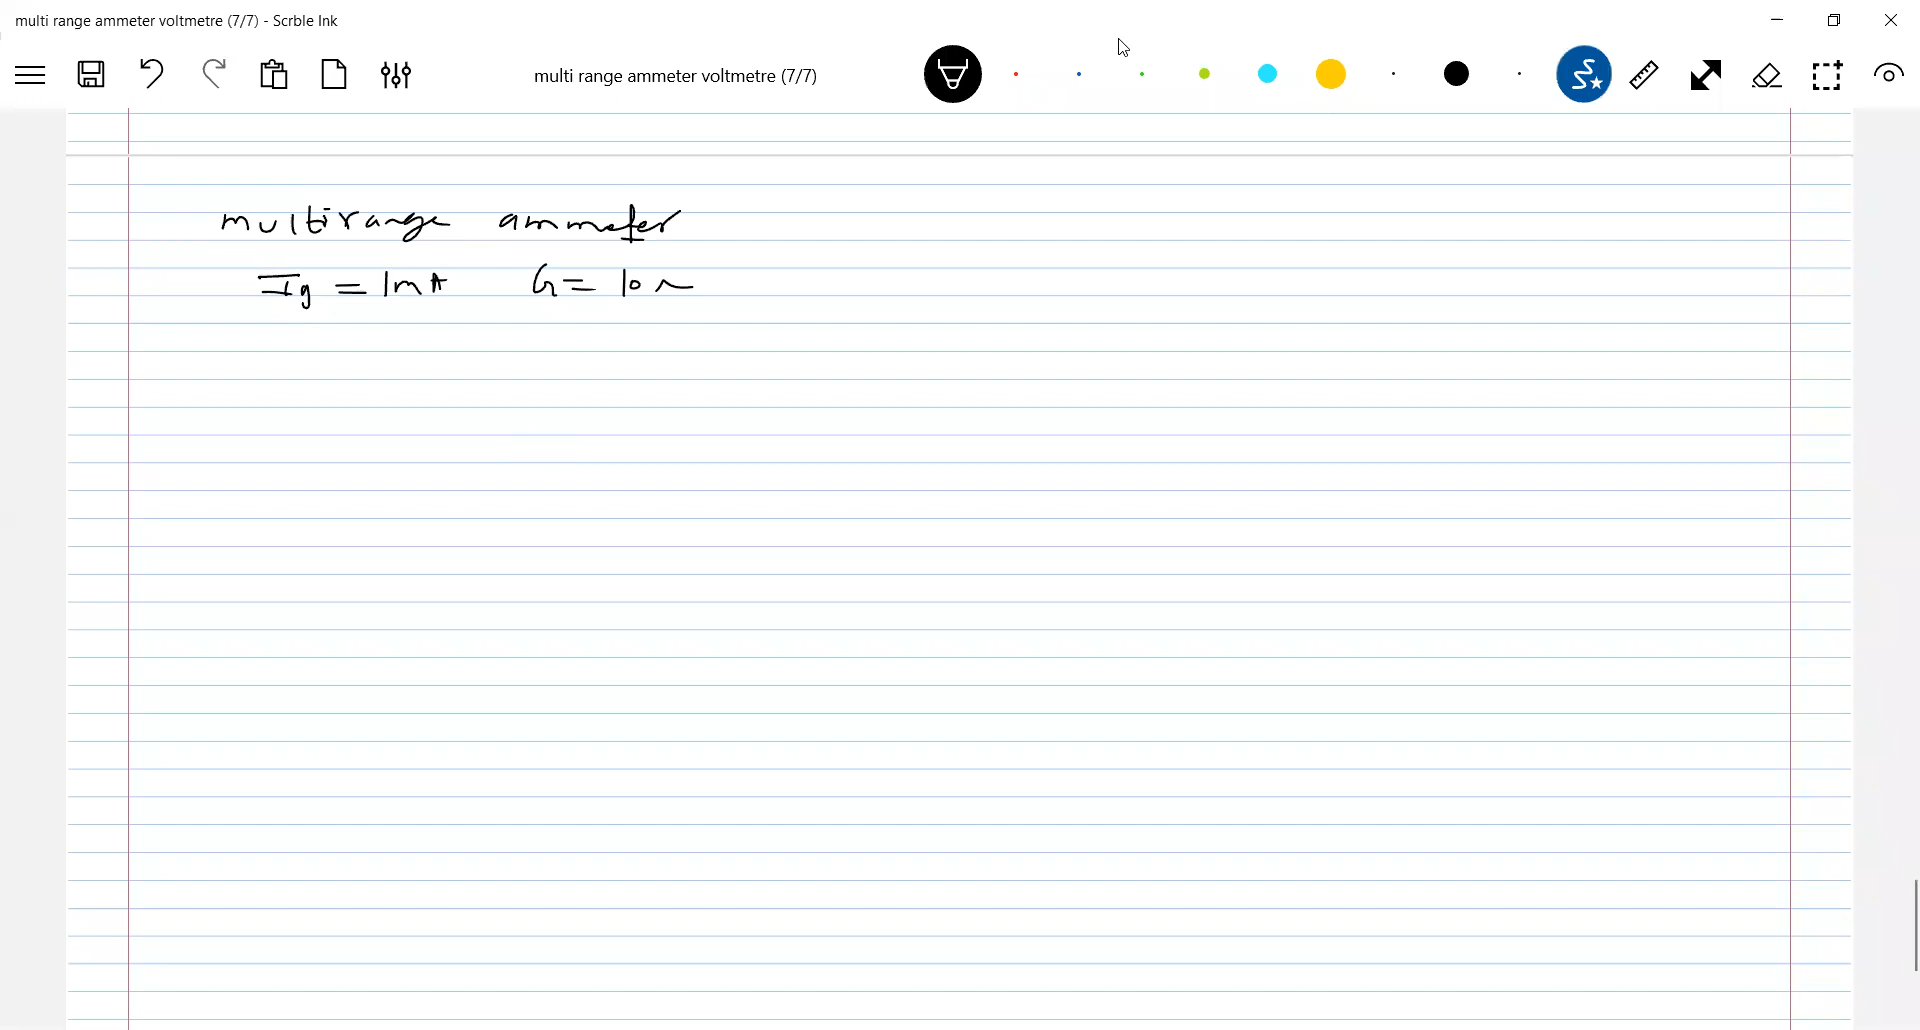 multi range ammeter voltmetre (7/7) - Scrble Ink
multi range ammeter voltmetre (7/7)
multirange ammeter
Ig = 1mA G = 10 ~